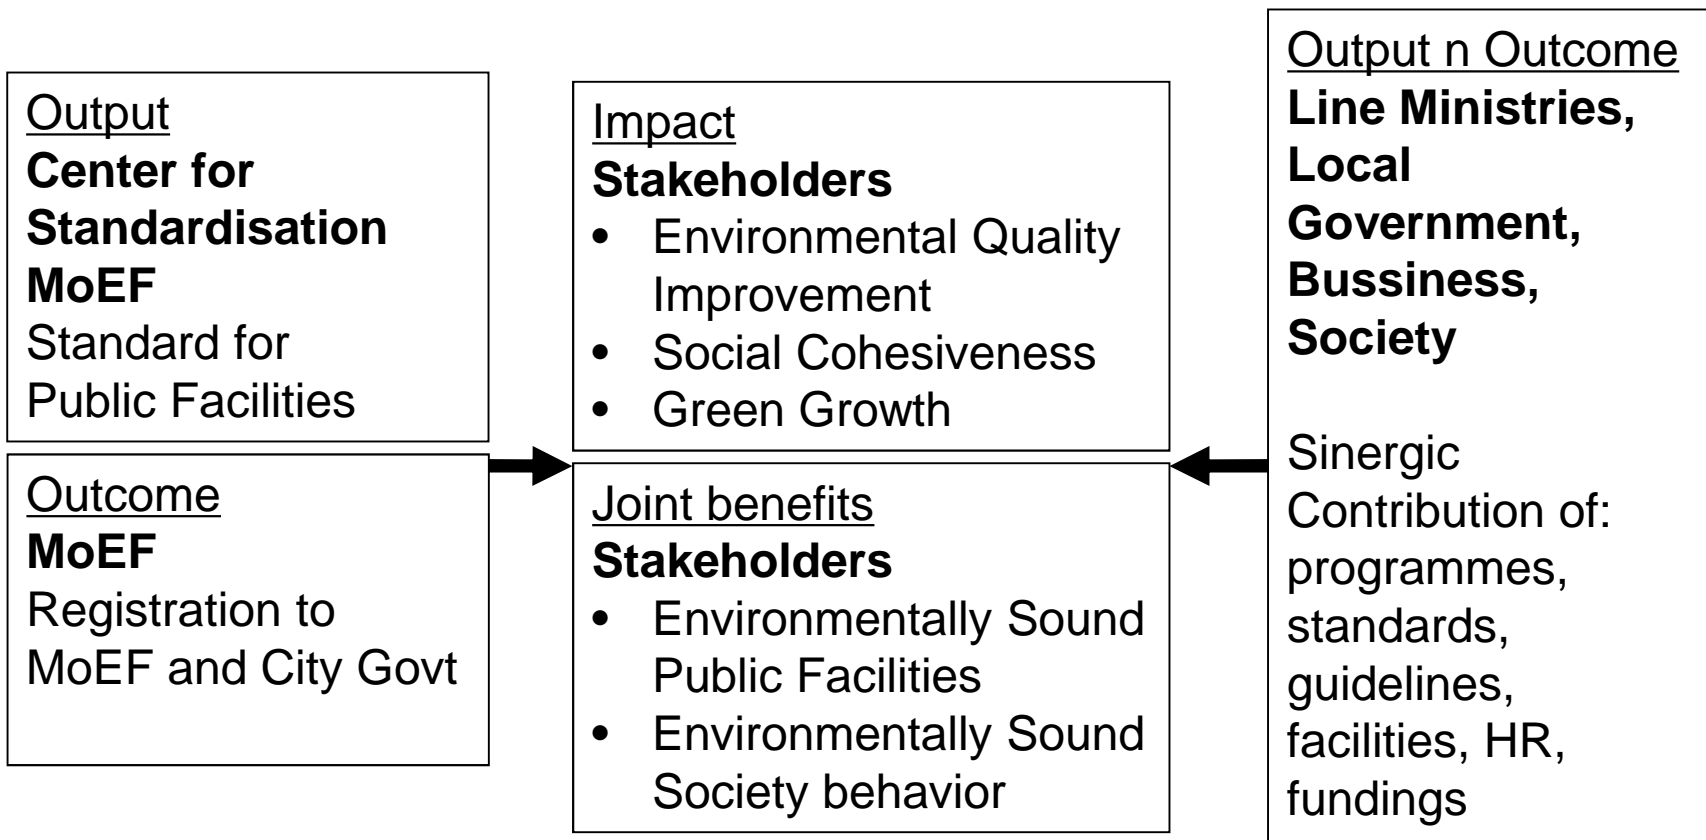 Output
Center for
Standardisation
MoEF
Standard for
Public Facilities
Outcome
MoEF
Registration to
MoEF and City Govt
Impact
Stakeholders
• Environmental Quality
Improvement
• Social Cohesiveness
• Green Growth
Joint benefits
Stakeholders
• Environmentally Sound
Public Facilities
• Environmentally Sound
Society behavior
Output n Outcome
Line Ministries,
Local
Government,
Bussiness,
Society
Sinergic
Contribution of:
programmes,
standards,
guidelines,
facilities, HR,
fundings